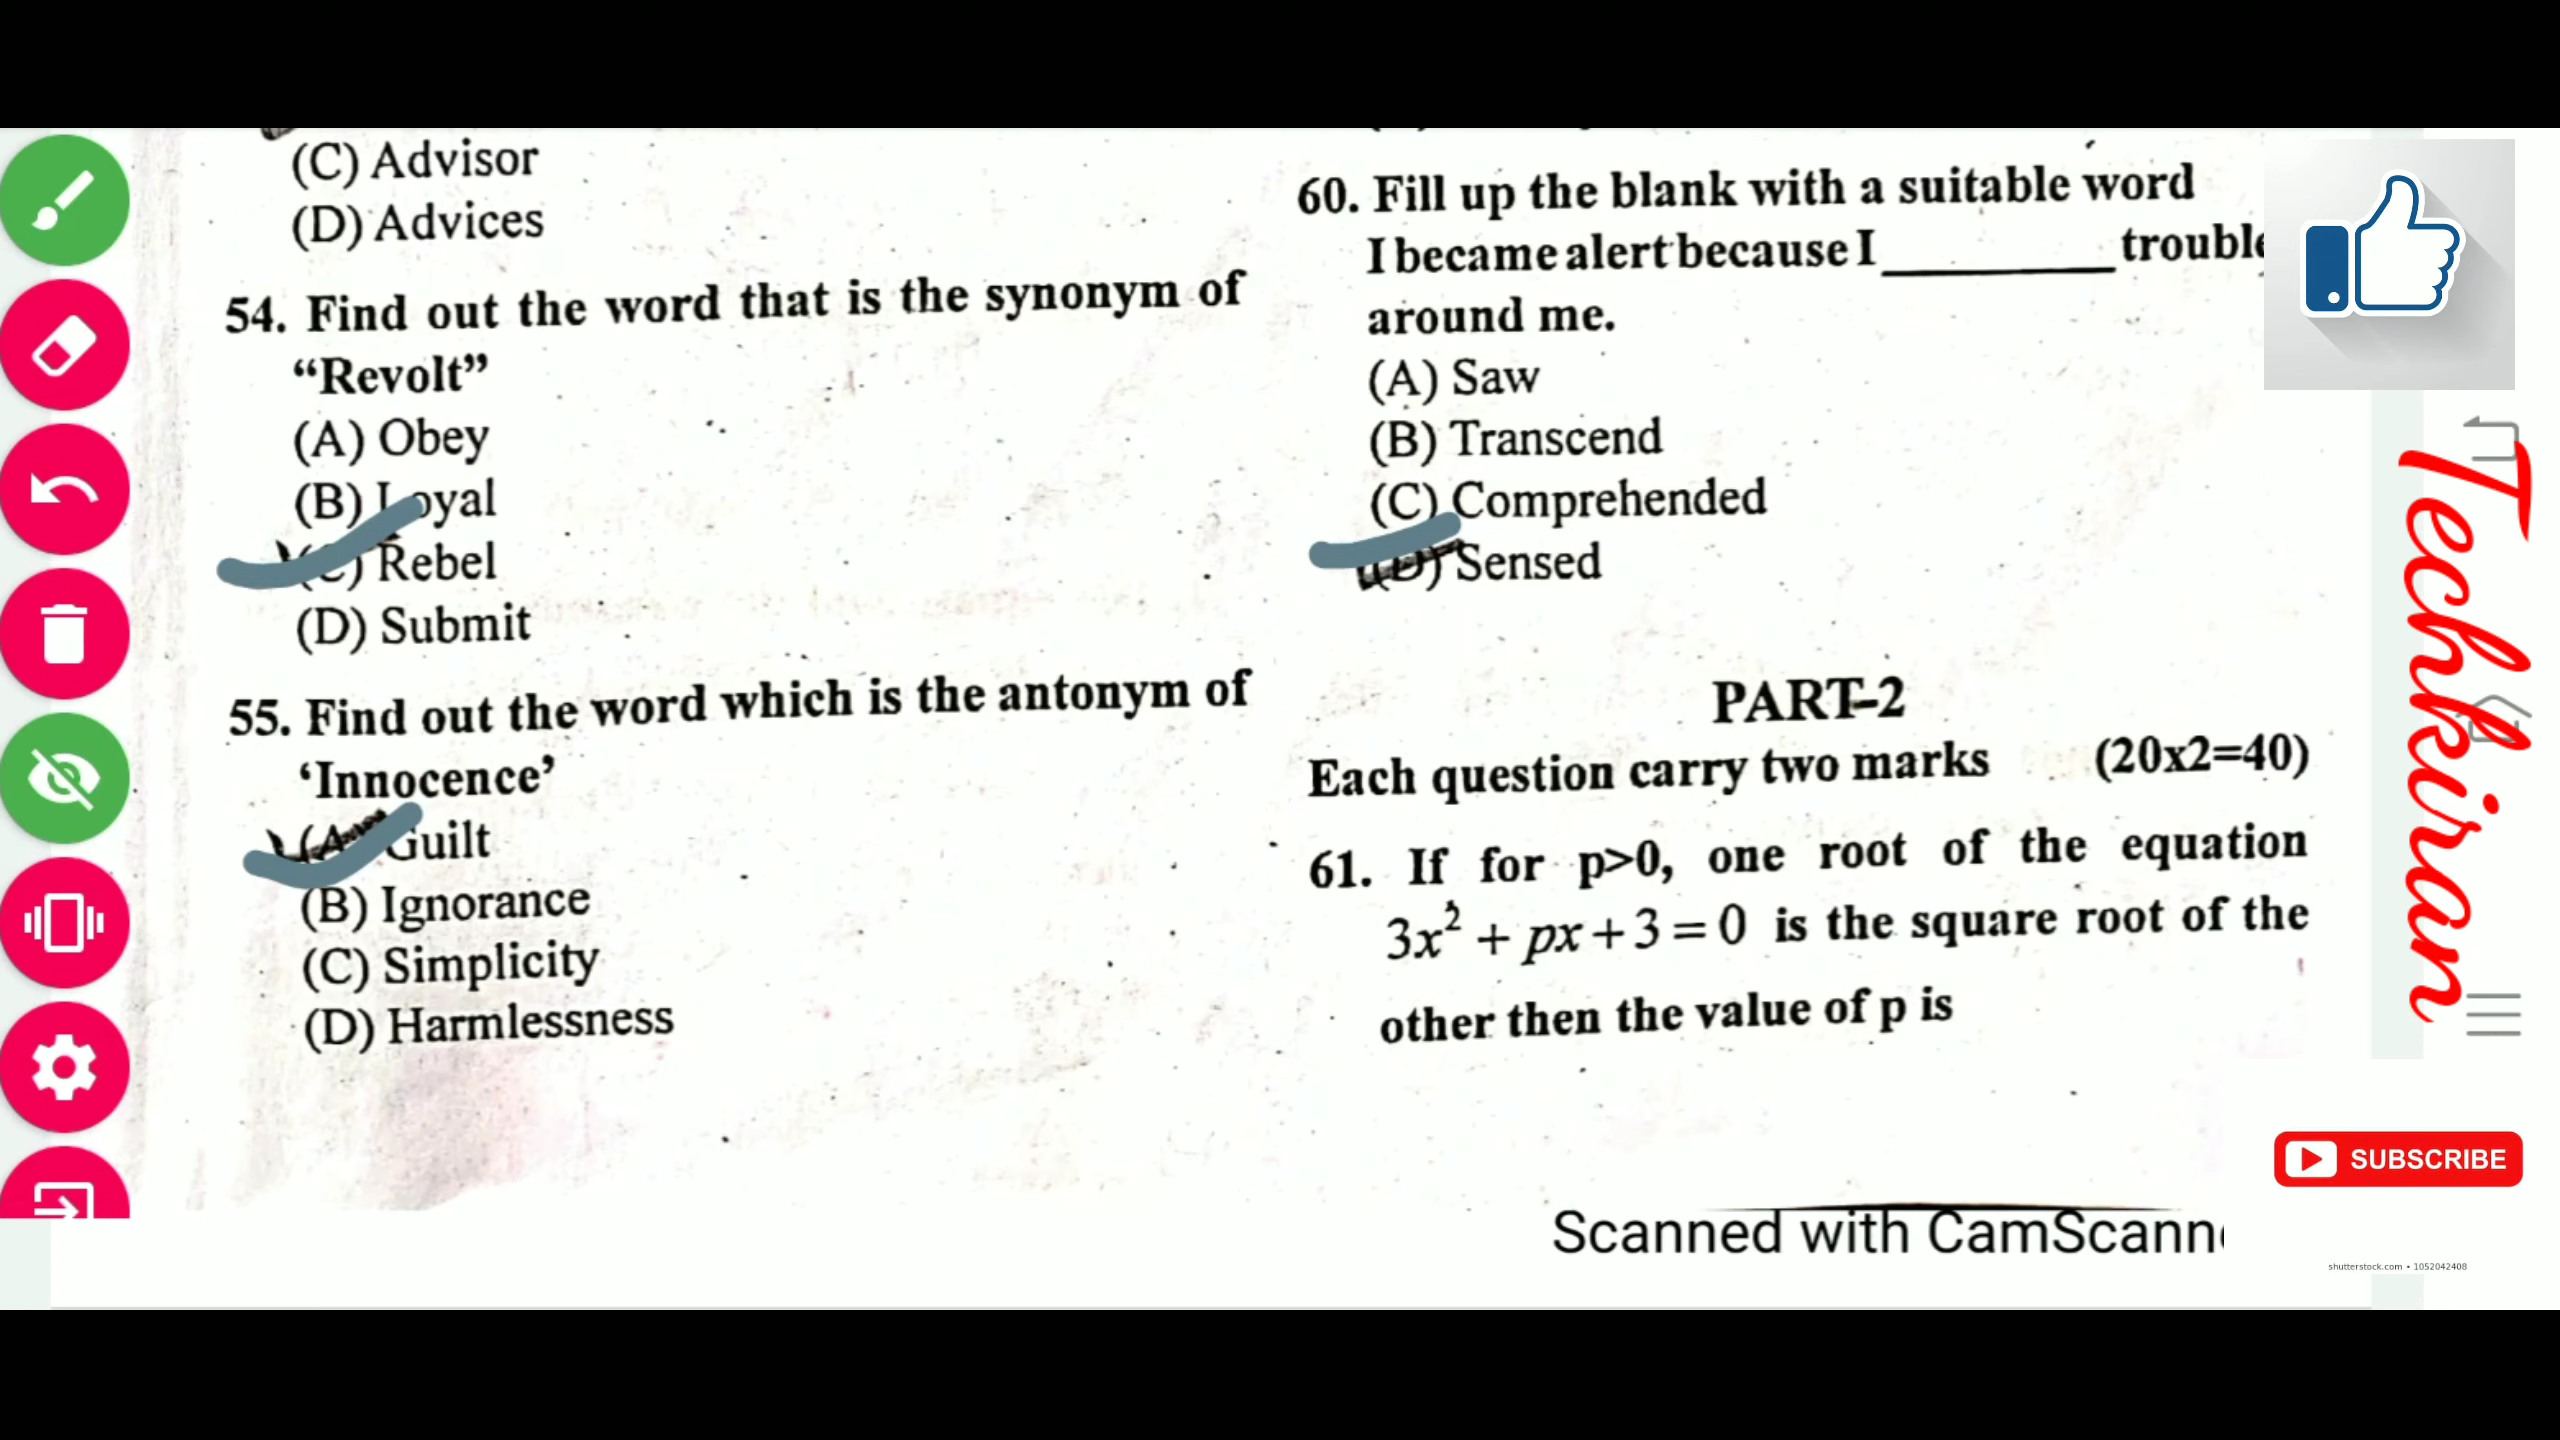 (C) Advisor
(D) Advices
54. Find out the word that is the synonym of
“Revolt”
(A) Obey
(B) Loyal
(C) Rebel
(D) Submit
55. Find out the word which is the antonym of
‘Innocence’
(A) Guilt
(B) Ignorance
(C) Simplicity
(D) Harmlessness
60. Fill up the blank with a suitable word
I became alert because I ________ trouble
around me.
(A) Saw
(B) Transcend
(C) Comprehended
(D) Sensed
PART-2
Each question carry two marks (20x2=40)
61. If for p>0, one root of the equation
3x² + px + 3 = 0 is the square root of the
other then the value of p is
Scanned with CamScann
Techkiran
SUBSCRIBE
shutterstock.com • 1052042408